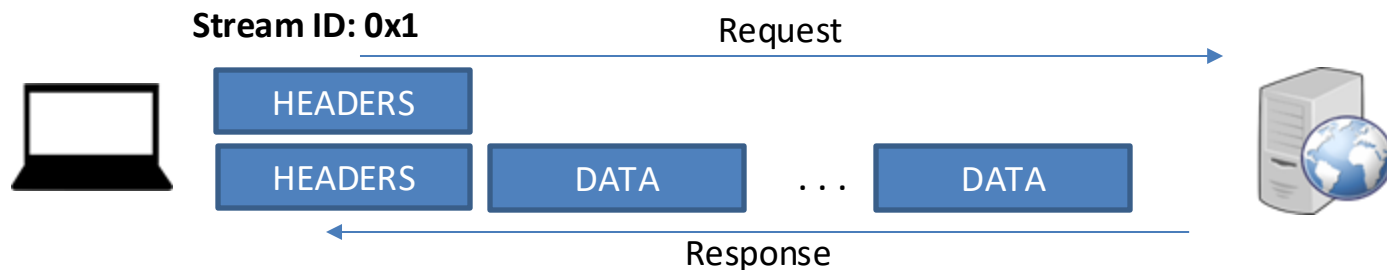 Stream ID: 0x1
Request
HEADERS
HEADERS DATA . . . DATA
Response